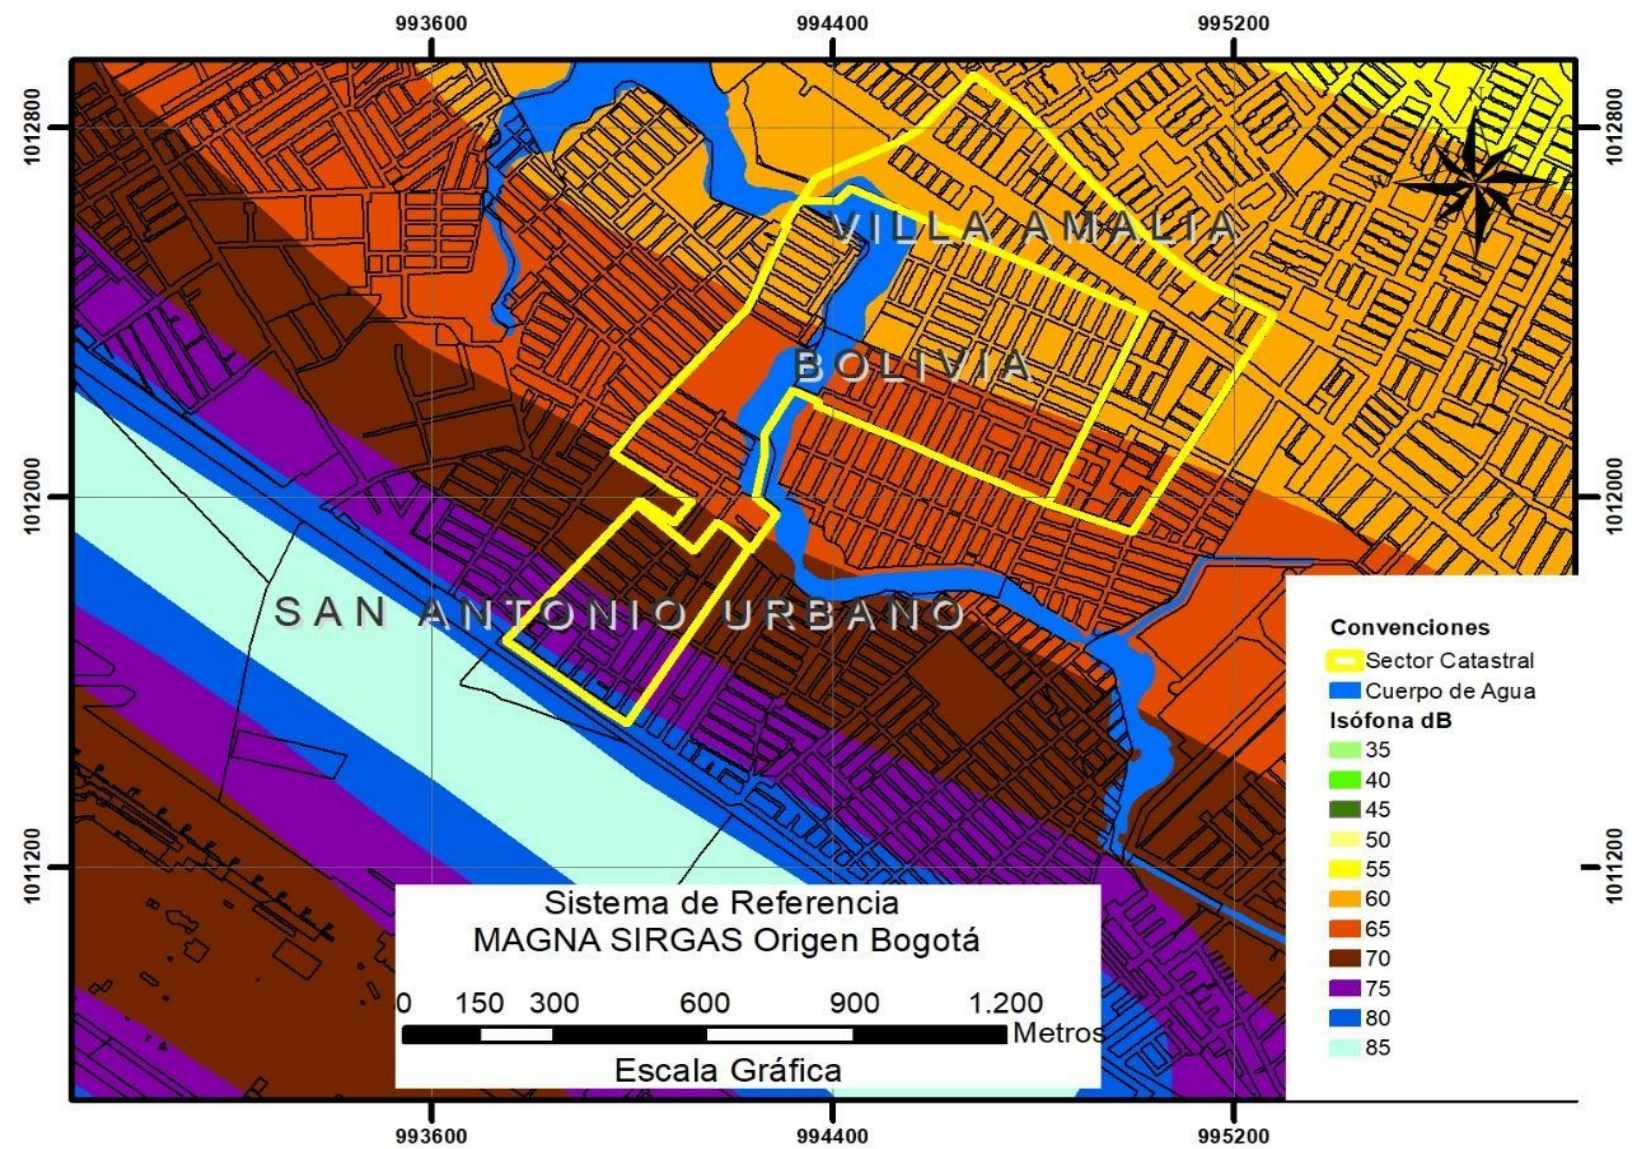 993600 994400 995200
1012800 1012800
N
W
S
VILLA AMALIA
BOLIVIA
1012000 1012000
SAN ANTONIO URBANO
Convenciones
Sector Catastral
Cuerpo de Agua
Isófona dB
35
40
45
50
55
60
65
70
75
80
85
1011200 1011200
Sistema de Referencia
MAGNA SIRGAS Origen Bogotá
0 150 300 600 900 1.200
Metros
Escala Gráfica
993600 994400 995200